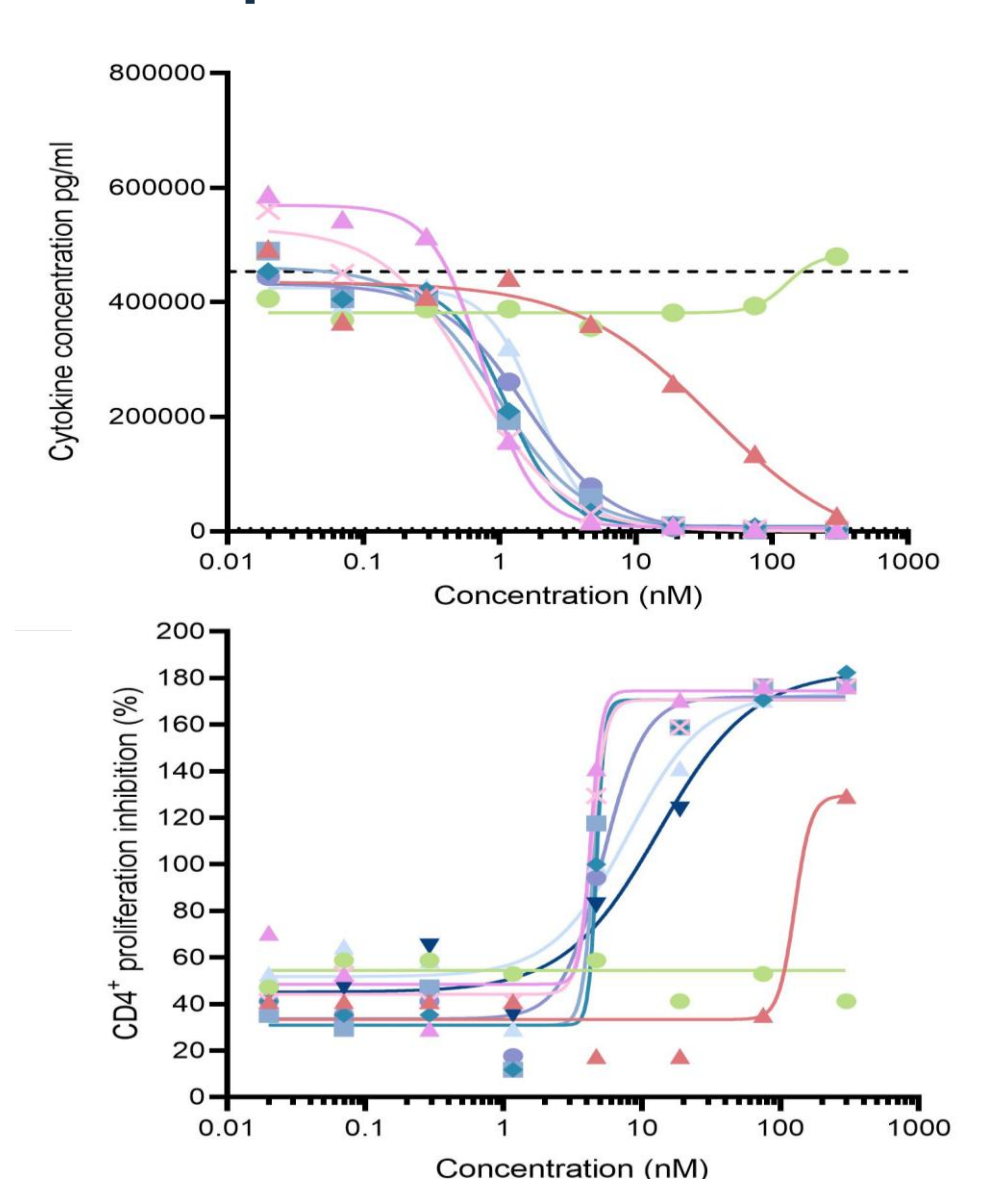 800000
600000
400000
200000
0
Cytokine concentration pg/ml
0.01 0.1 1 10 100 1000
Concentration (nM)
200
180
160
140
120
100
80
60
40
20
0
CD4⁺ proliferation inhibition (%)
0.01 0.1 1 10 100 1000
Concentration (nM)